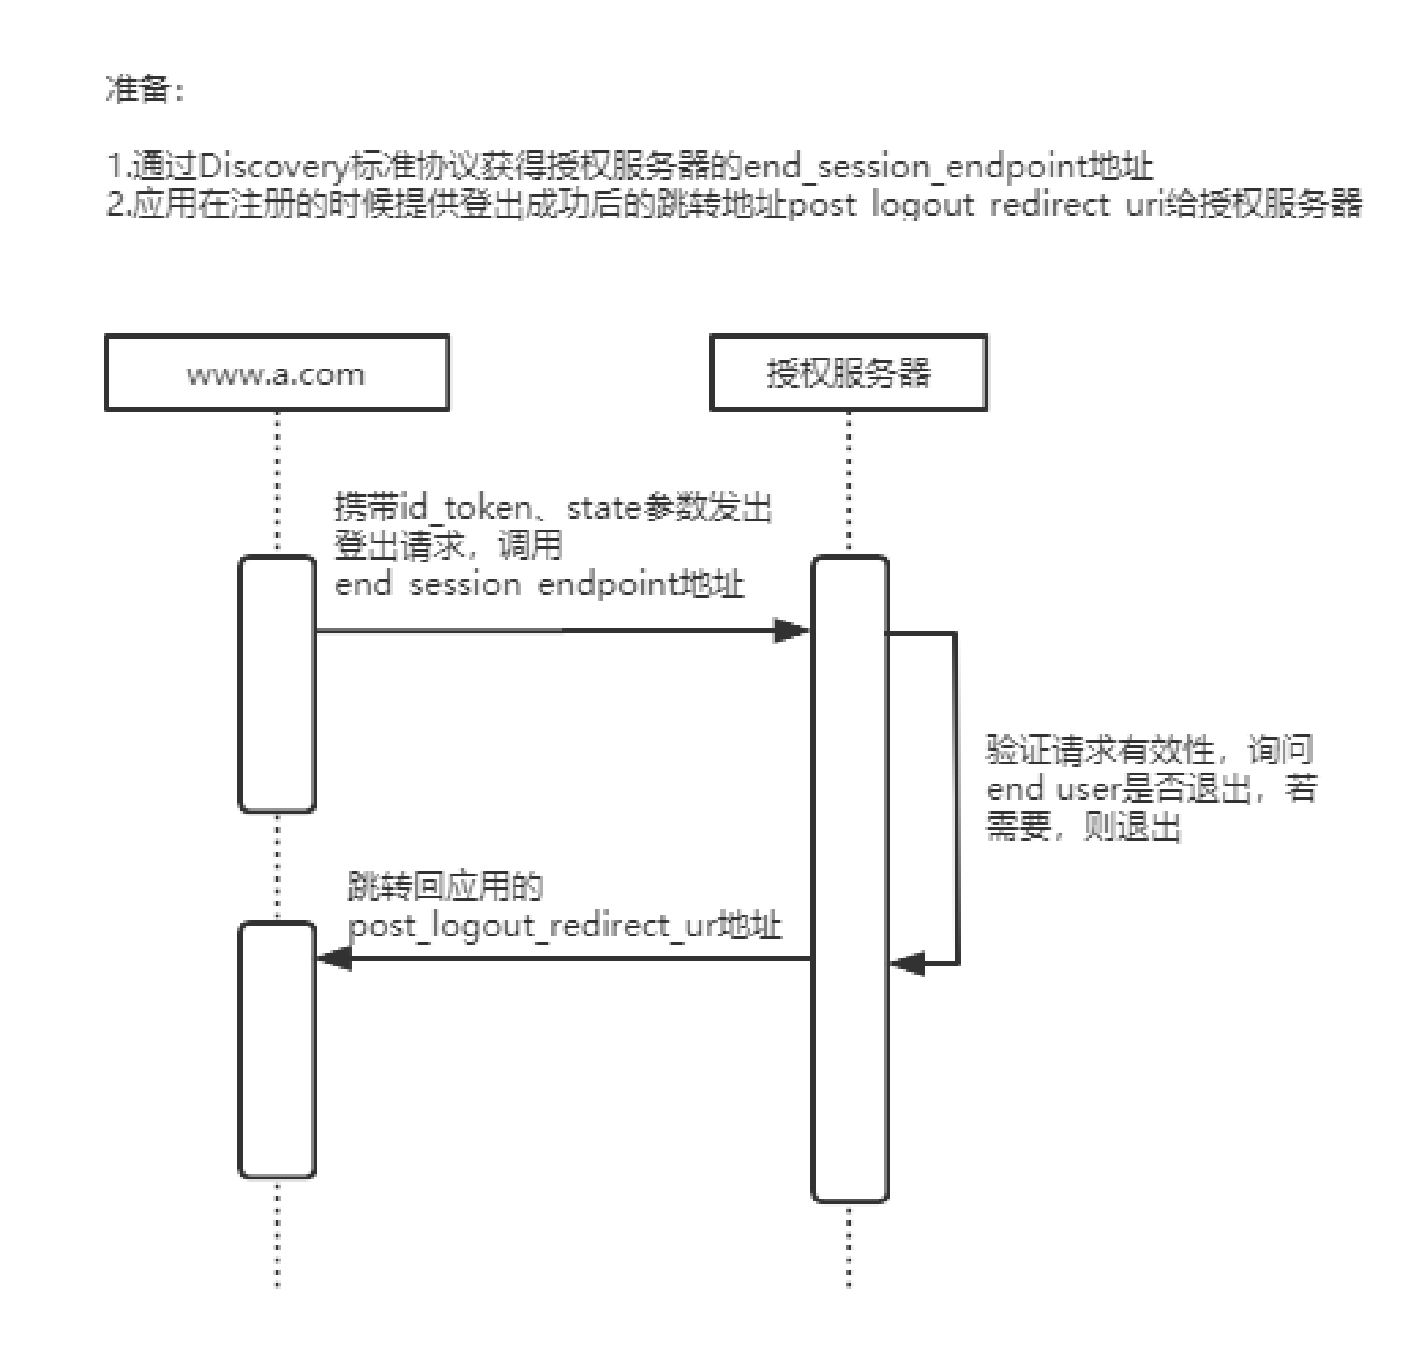 准备：
1.通过Discovery标准协议获得授权服务器的end_session_endpoint地址
2.应用在注册的时候提供登出成功后的跳转地址post_logout_redirect_uri给授权服务器
www.a.com
授权服务器
携带id_token、state参数发出
登出请求，调用
end_session_endpoint地址
验证请求有效性，询问
end user是否退出，若
需要，则退出
跳转回应用的
post_logout_redirect_ur地址